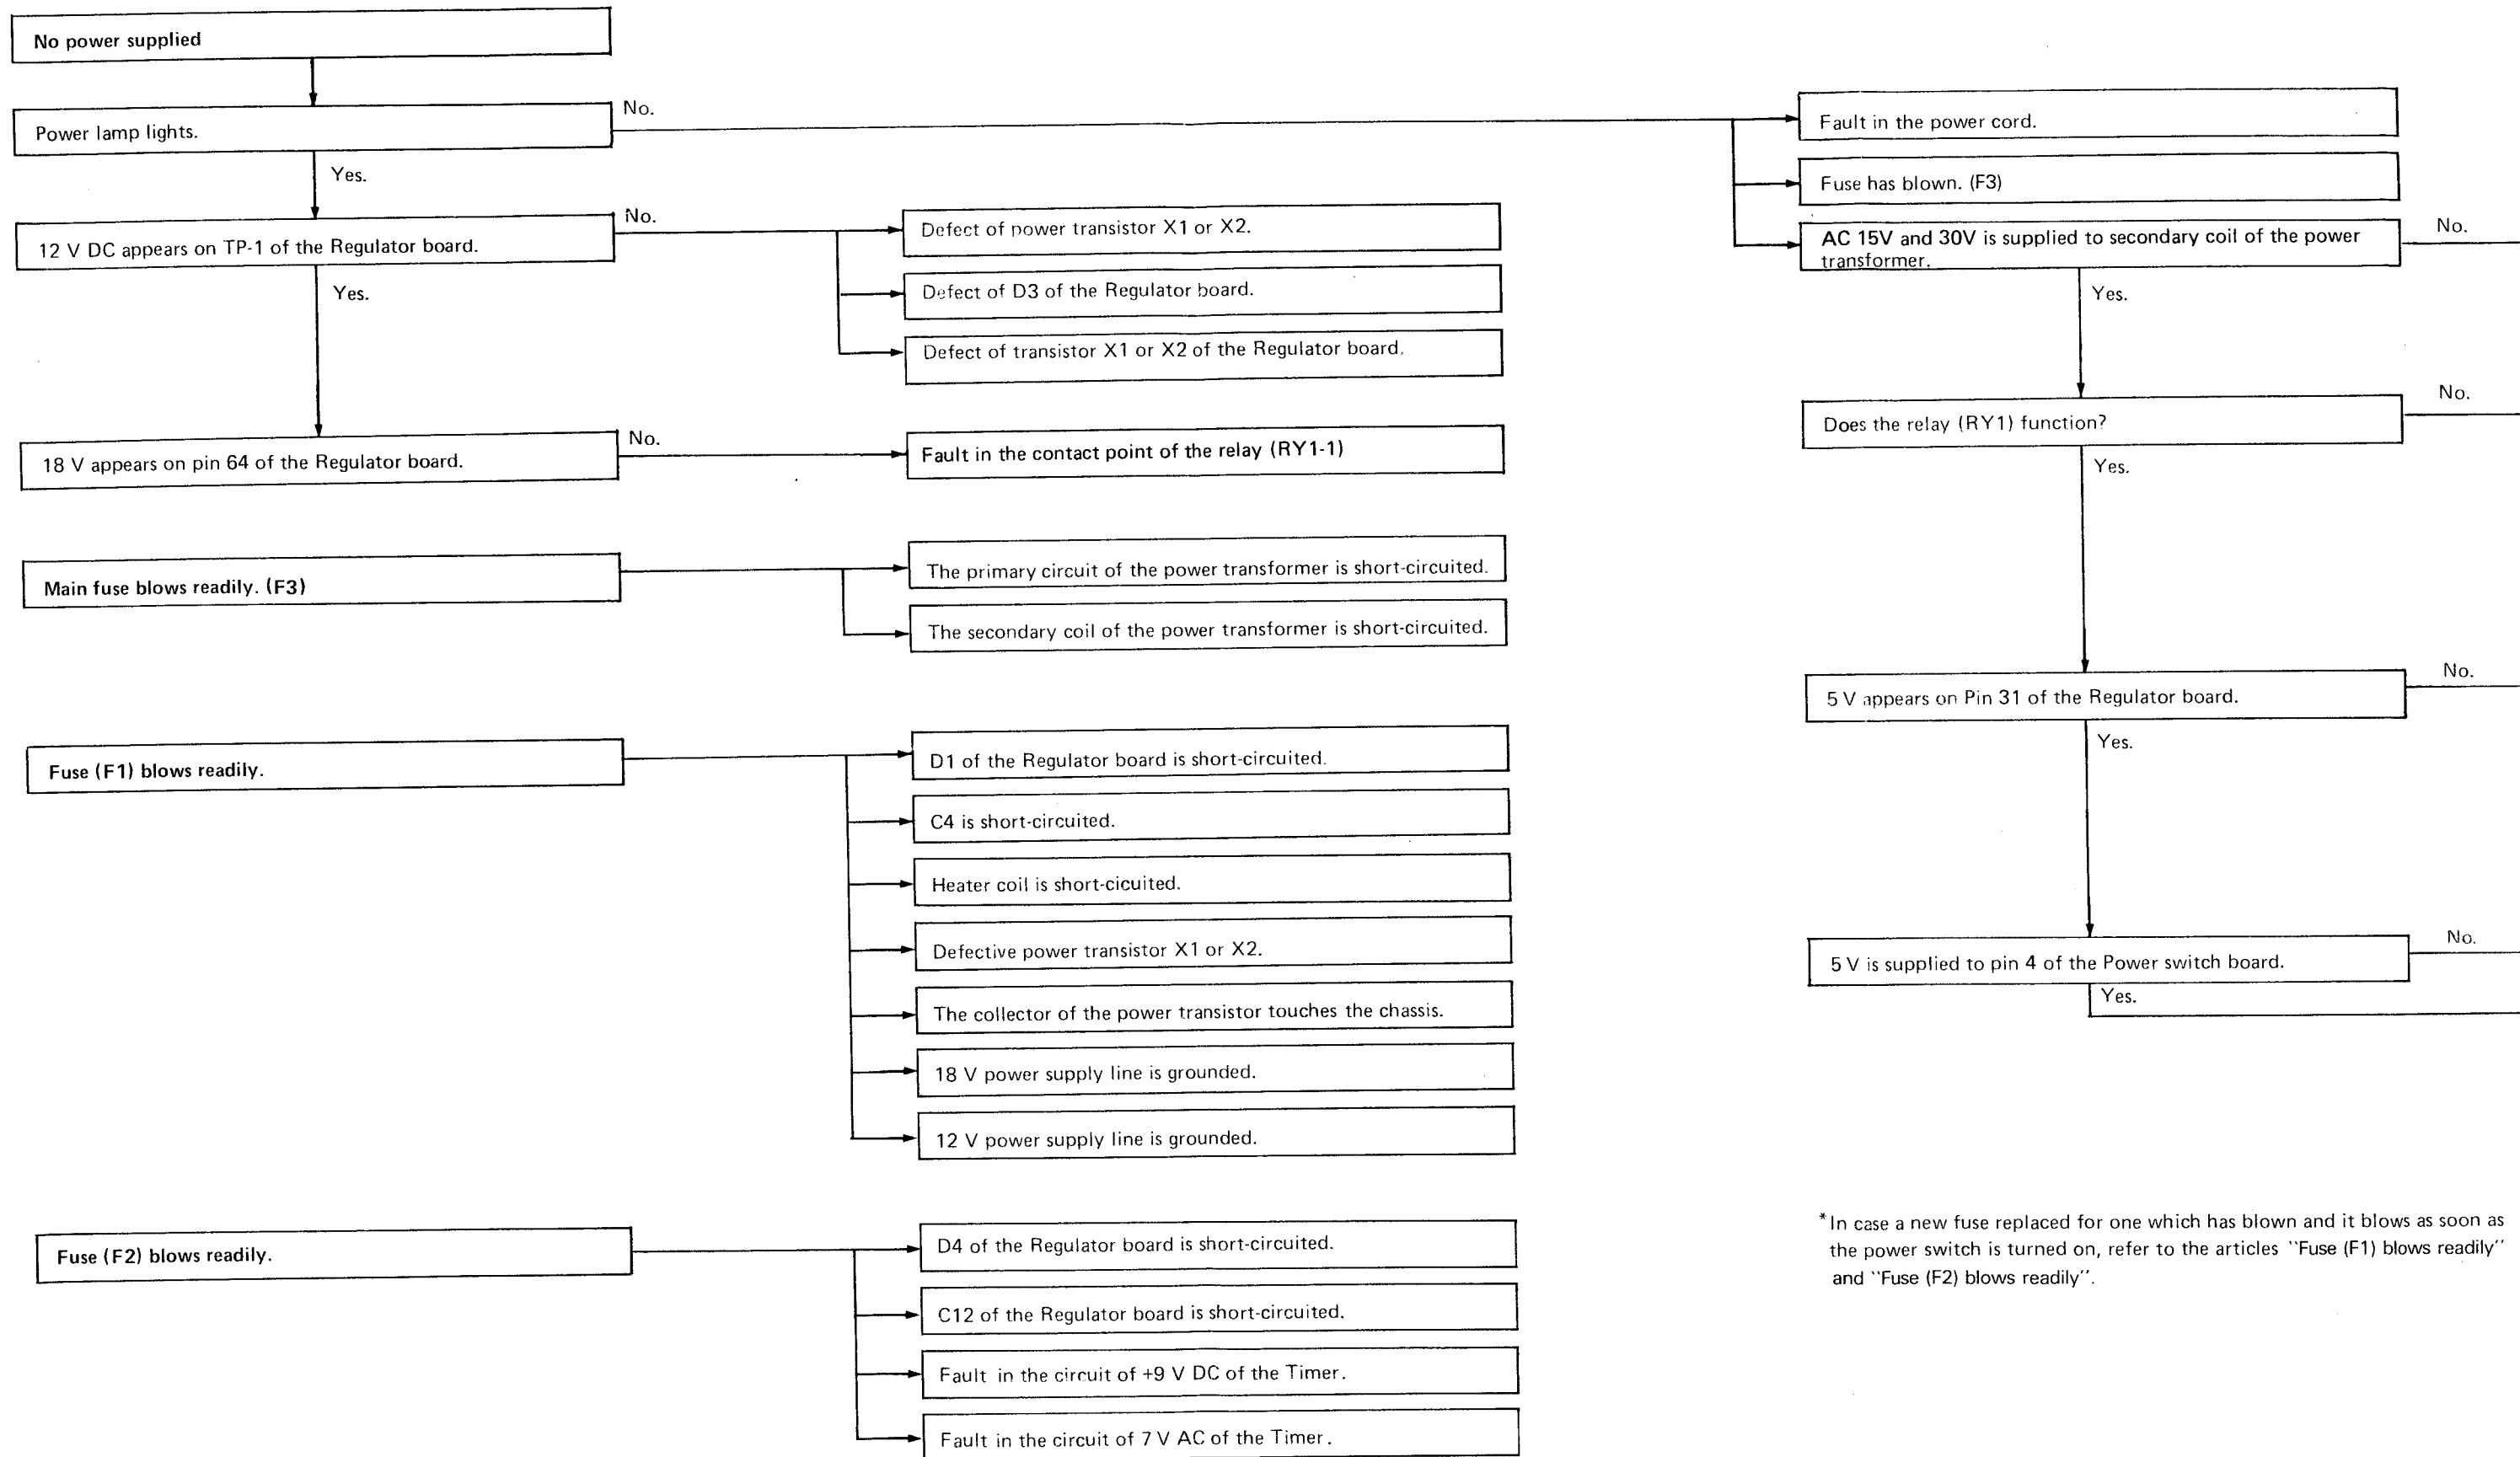 No power supplied
Power lamp lights.
No.
Yes.
12 V DC appears on TP-1 of the Regulator board.
No.
Yes.
Defect of power transistor X1 or X2.
Defect of D3 of the Regulator board.
Defect of transistor X1 or X2 of the Regulator board.
18 V appears on pin 64 of the Regulator board.
No.
Fault in the contact point of the relay (RY1-1)
Main fuse blows readily. (F3)
The primary circuit of the power transformer is short-circuited.
The secondary coil of the power transformer is short-circuited.
Fuse (F1) blows readily.
D1 of the Regulator board is short-circuited.
C4 is short-circuited.
Heater coil is short-cicuited.
Defective power transistor X1 or X2.
The collector of the power transistor touches the chassis.
18 V power supply line is grounded.
12 V power supply line is grounded.
Fuse (F2) blows readily.
D4 of the Regulator board is short-circuited.
C12 of the Regulator board is short-circuited.
Fault in the circuit of +9 V DC of the Timer.
Fault in the circuit of 7 V AC of the Timer.
Fault in the power cord.
Fuse has blown. (F3)
AC 15V and 30V is supplied to secondary coil of the power
transformer.
No.
Yes.
Does the relay (RY1) function?
No.
Yes.
5 V appears on Pin 31 of the Regulator board.
No.
Yes.
5 V is supplied to pin 4 of the Power switch board.
No.
Yes.
*In case a new fuse replaced for one which has blown and it blows as soon as
the power switch is turned on, refer to the articles ''Fuse (F1) blows readily''
and ''Fuse (F2) blows readily''.